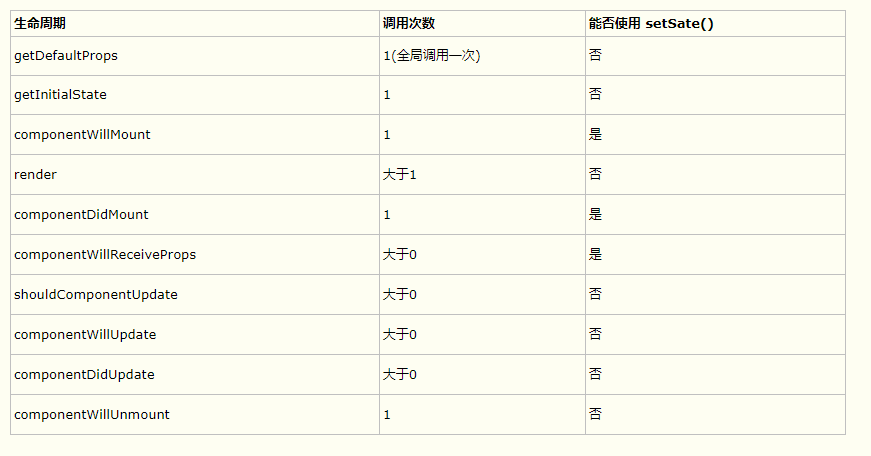 生命周期 调用次数 能否使用 setSate()
getDefaultProps 1(全局调用一次) 否
getInitialState 1 否
componentWillMount 1 是
render 大于1 否
componentDidMount 1 是
componentWillReceiveProps 大于0 是
shouldComponentUpdate 大于0 否
componentWillUpdate 大于0 否
componentDidUpdate 大于0 否
componentWillUnmount 1 否